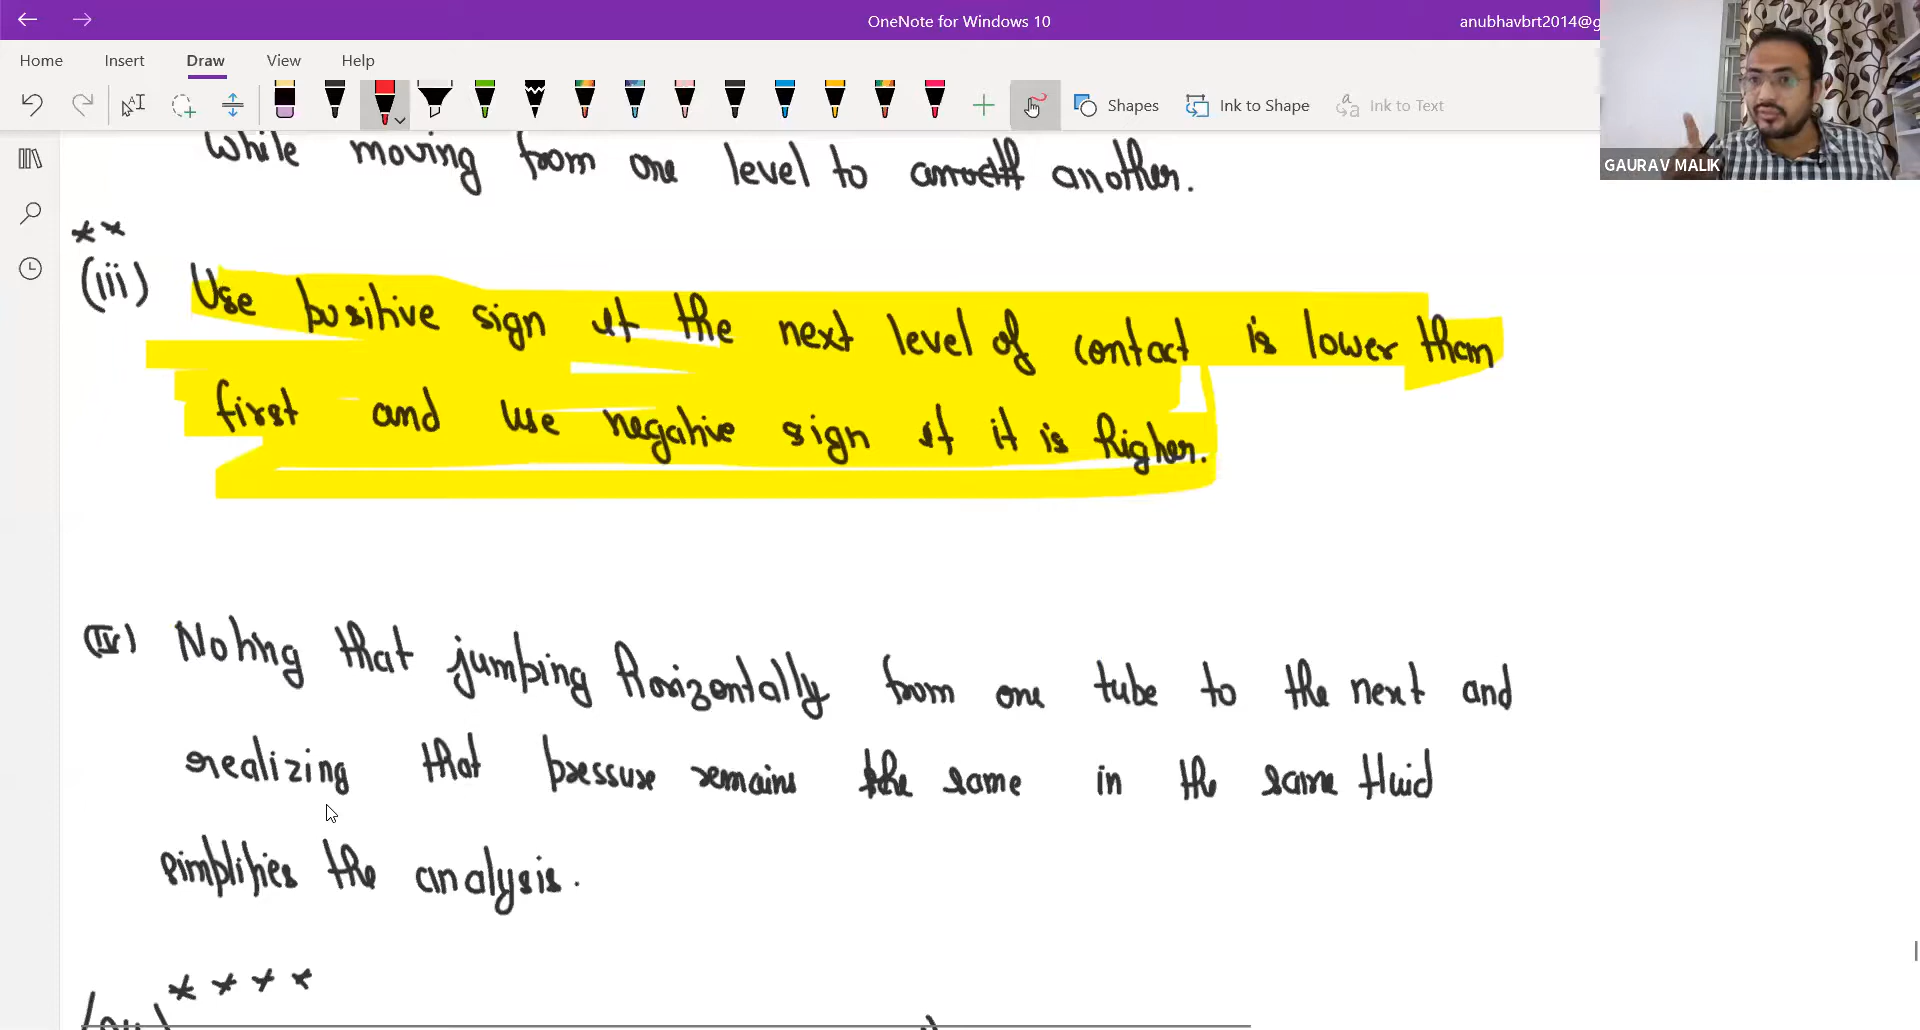 OneNote for Windows 10
anubhavbrt2014@g
Home Insert Draw View Help
Shapes Ink to Shape Ink to Text
GAURAV MALIK
While moving from one level to another.
**
(iii) Use positive sign if the next level of contact is lower than
first and use negative sign if it is higher.
(iv) Noting that jumping horizontally from one tube to the next and
realizing that pressure remains the same in the same fluid
simplifies the analysis.
****